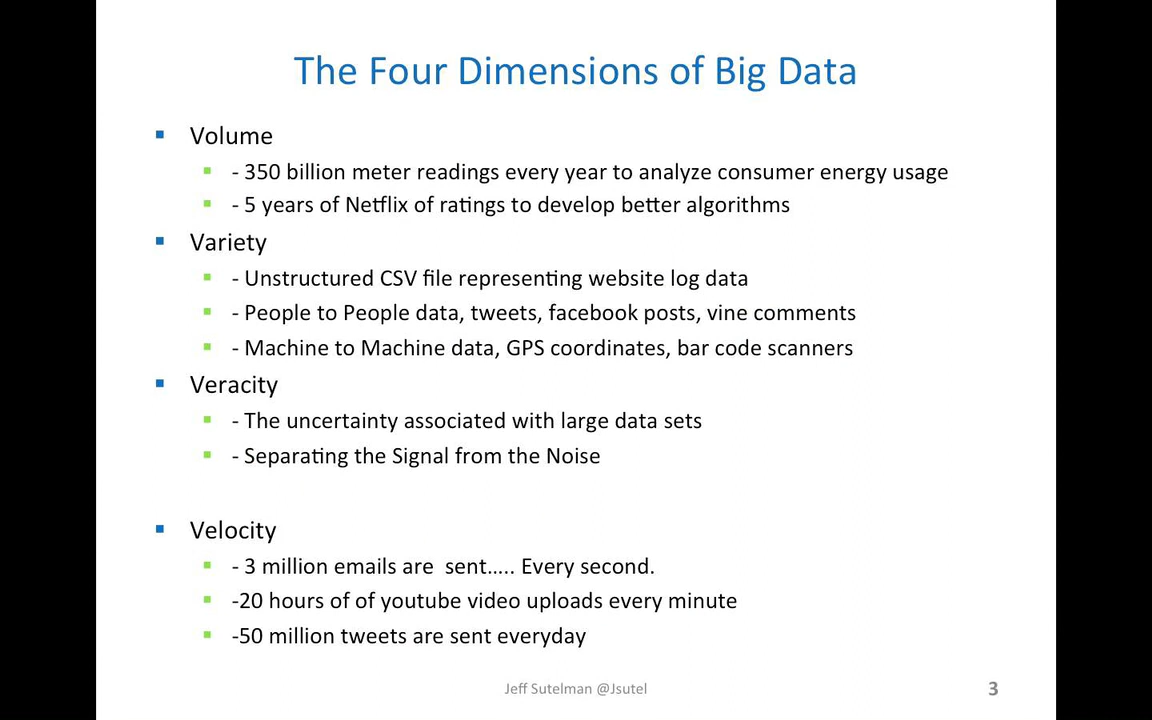 The Four Dimensions of Big Data
Volume
- 350 billion meter readings every year to analyze consumer energy usage
- 5 years of Netflix of ratings to develop better algorithms
Variety
- Unstructured CSV file representing website log data
- People to People data, tweets, facebook posts, vine comments
- Machine to Machine data, GPS coordinates, bar code scanners
Veracity
- The uncertainty associated with large data sets
- Separating the Signal from the Noise
Velocity
- 3 million emails are  sent….. Every second.
-20 hours of of youtube video uploads every minute
-50 million tweets are sent everyday
Jeff Sutelman @Jsutel
3